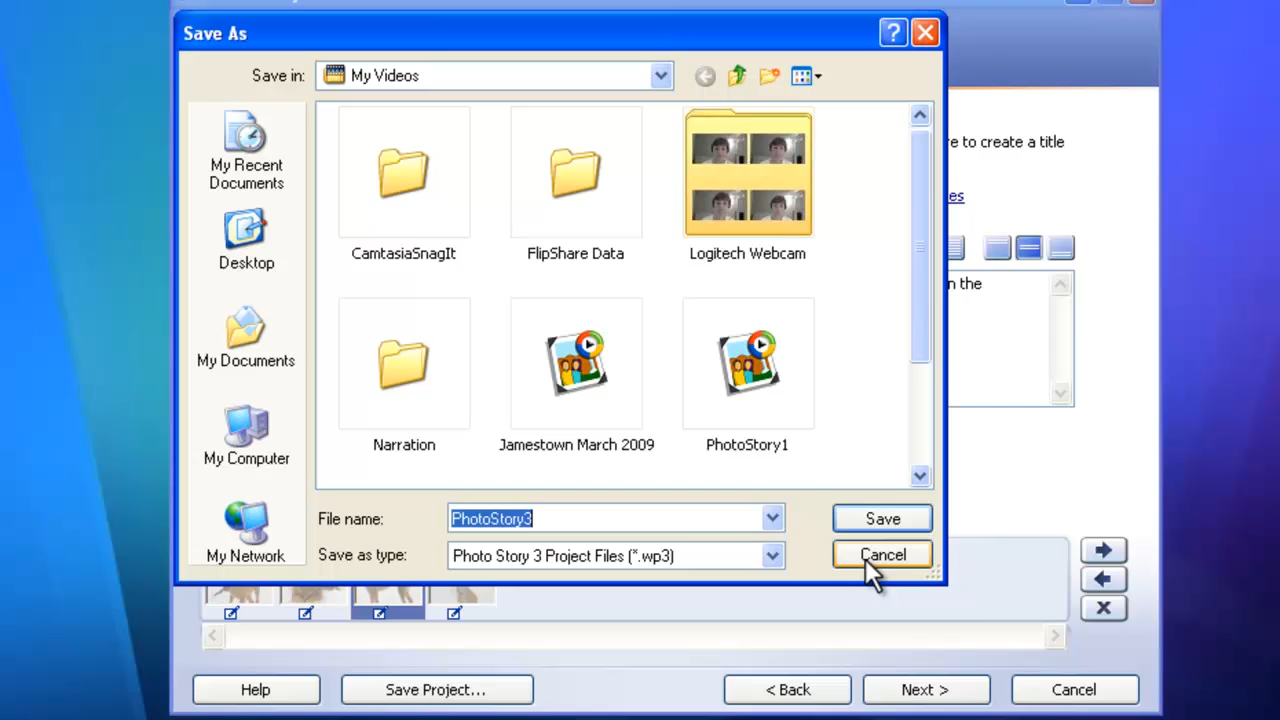 Save As
Save in:
My Videos
e to create a title
My Recent
Documents
es
Desktop
CamtasiaSnagIt
FlipShare Data
Logitech Webcam
n the
My Documents
My Computer
Narration
Jamestown March 2009
PhotoStory1
My Network
File name:
PhotoStory3
Save
Save as type:
Photo Story 3 Project Files (*.wp3)
Cancel
Help
Save Project...
< Back
Next >
Cancel